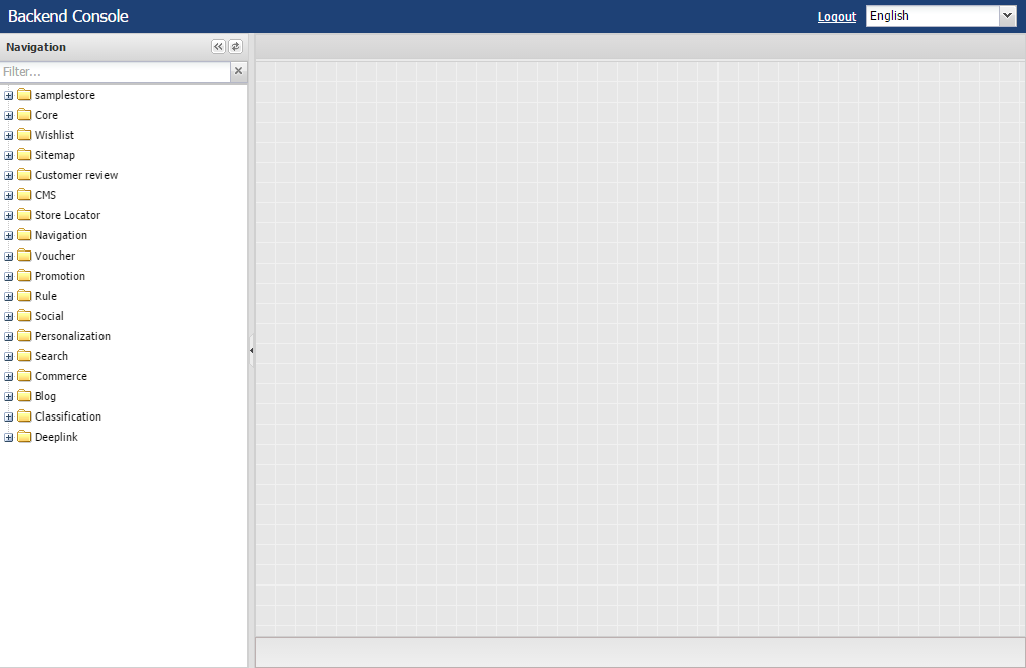 Backend Console
Logout
English
Navigation
Filter...
samplestore
Core
Wishlist
Sitemap
Customer review
CMS
Store Locator
Navigation
Voucher
Promotion
Rule
Social
Personalization
Search
Commerce
Blog
Classification
Deeplink